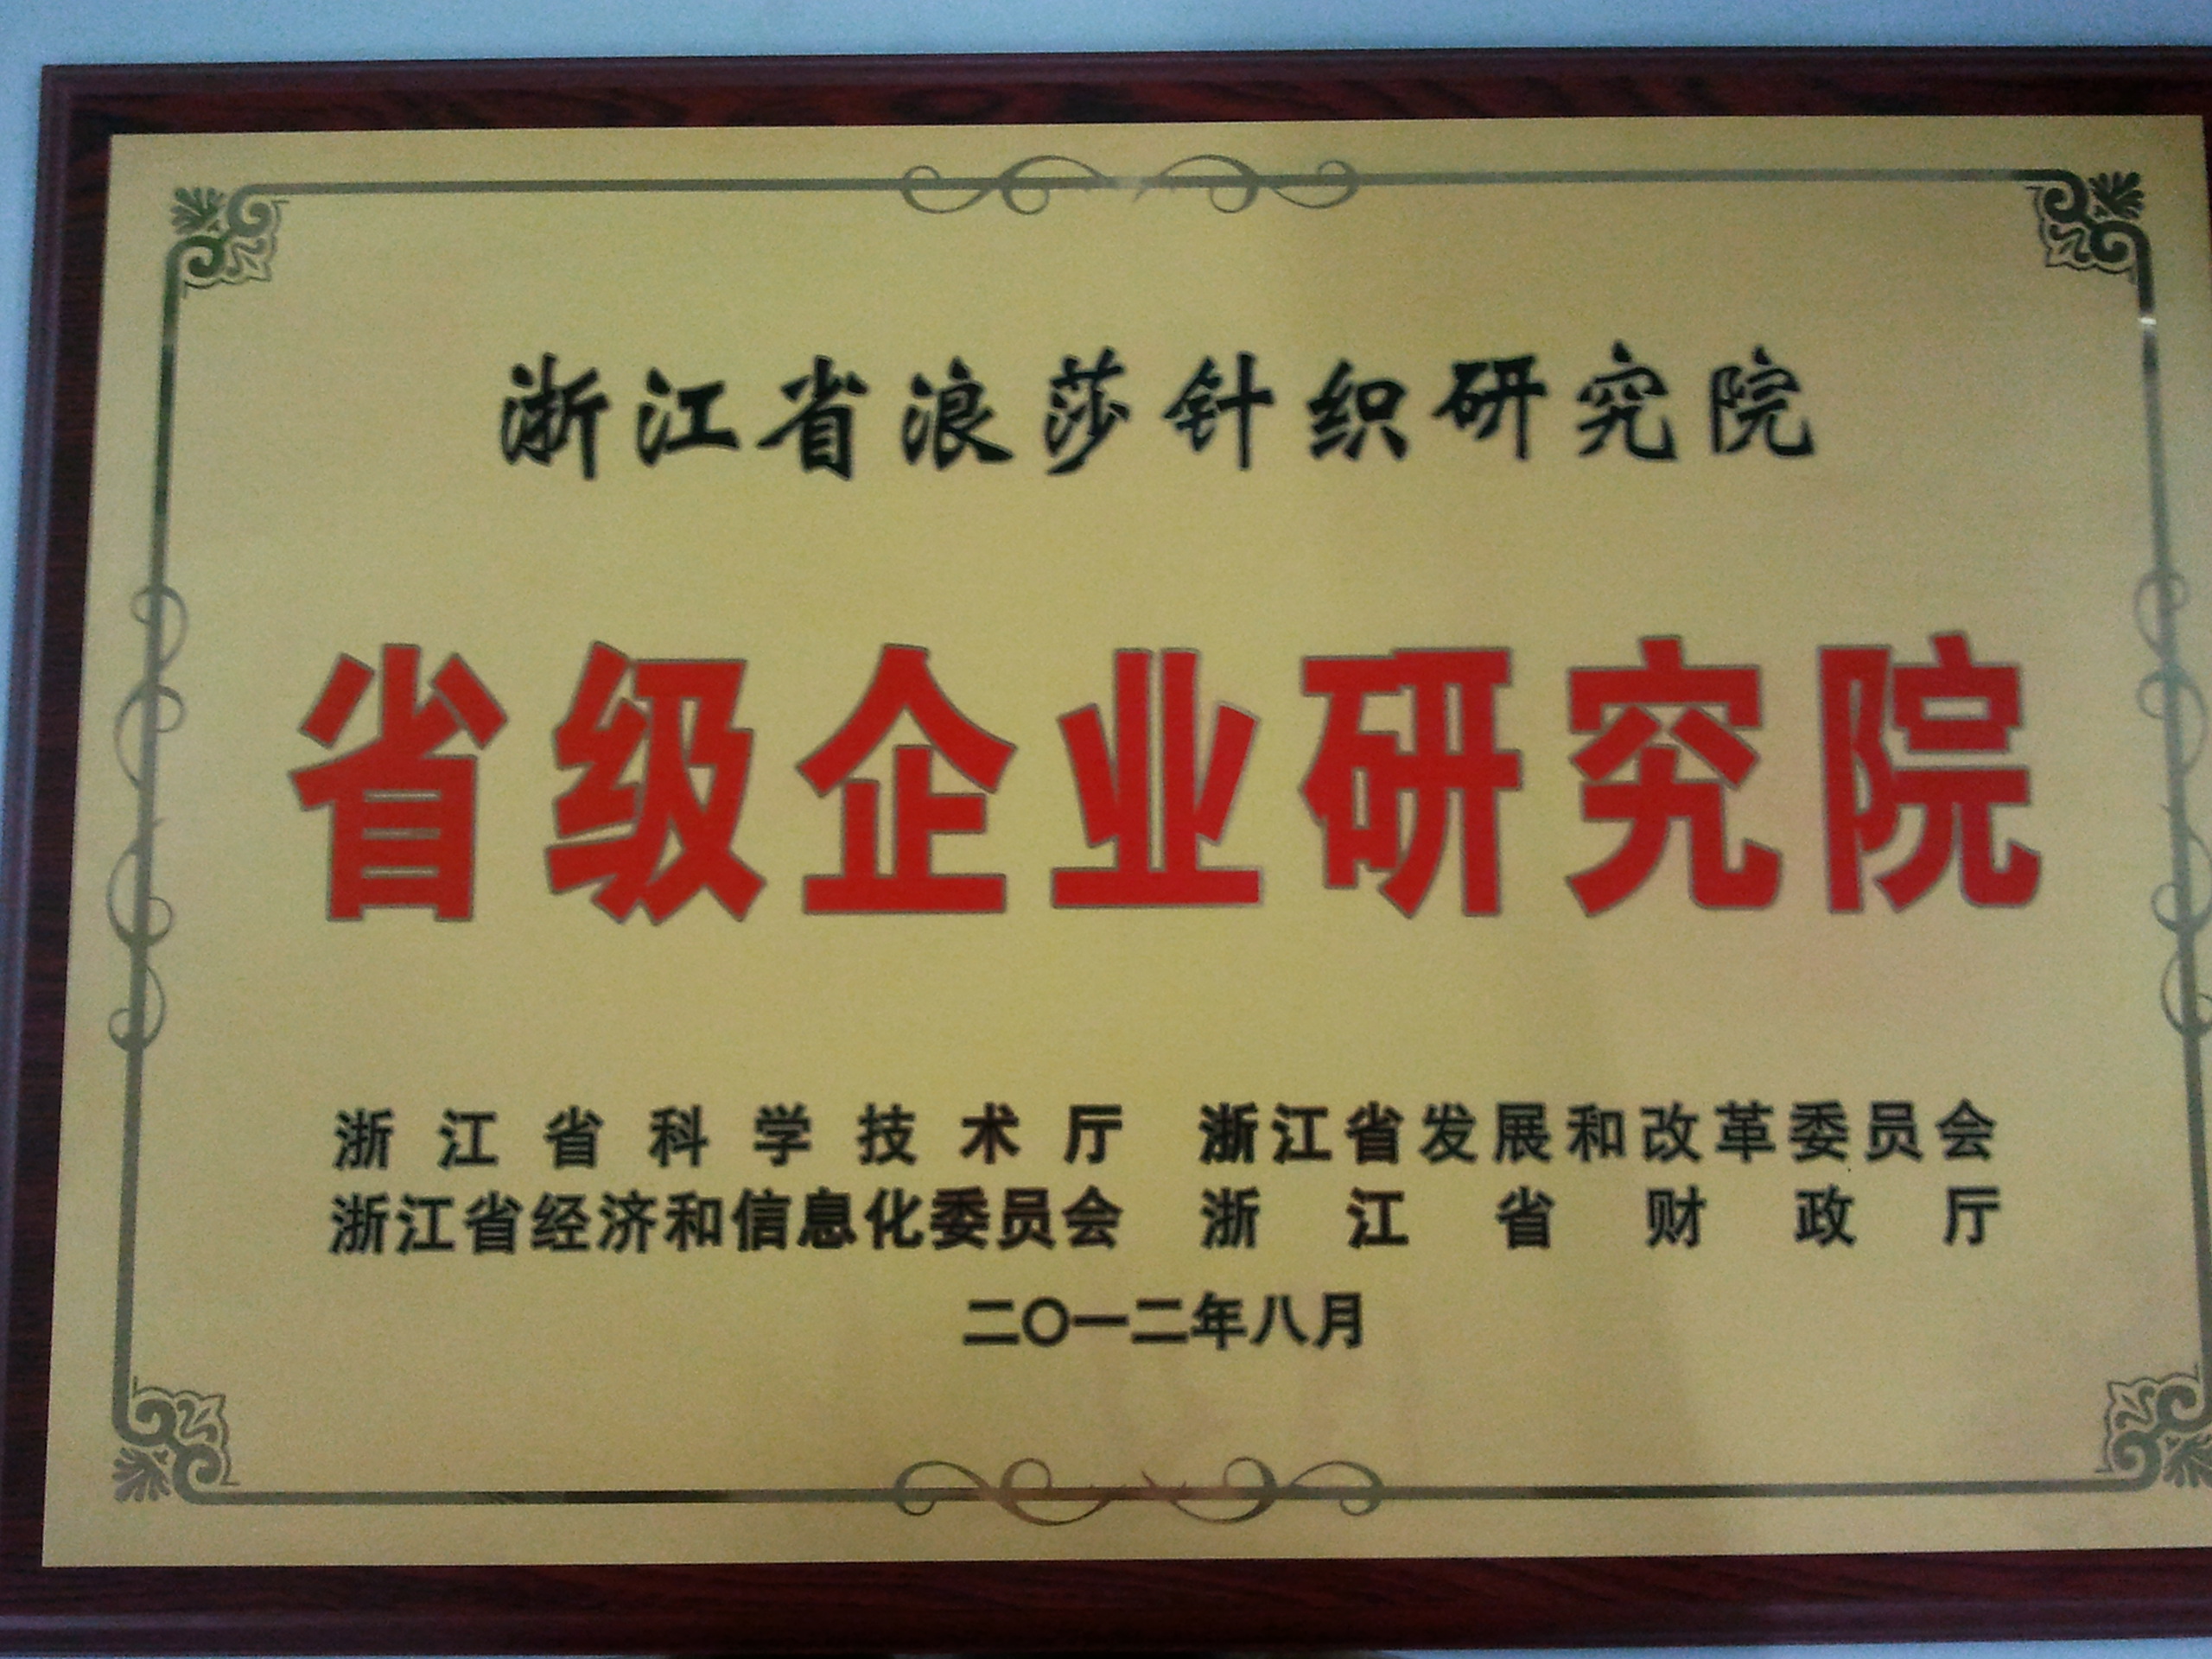 浙江省浪莎针织研究院
省级企业研究院
浙江省科学技术厅 浙江省发展和改革委员会
浙江省经济和信息化委员会 浙江省财政厅
二〇一二年八月